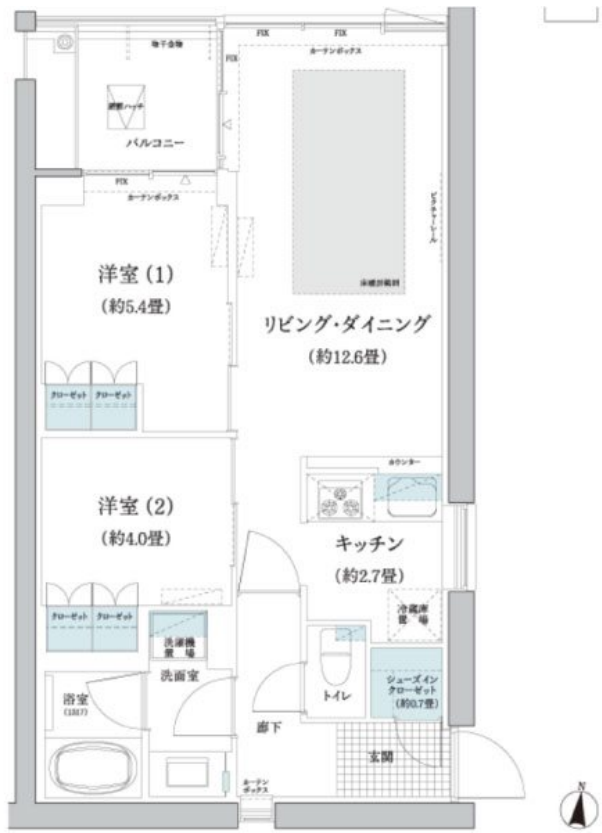 FIX
FIX
物干金物
FIX
カーテンボックス
避難ハッチ
バルコニー
FIX
カーテンボックス
ピクチャーレール
洋室(1)
(約5.4畳)
床暖房範囲
リビング・ダイニング
(約12.6畳)
クローゼット
クローゼット
カウンター
洋室(2)
(約4.0畳)
キッチン
(約2.7畳)
冷蔵庫
置場
クローゼット
クローゼット
洗濯機
置場
洗面室
浴室
(1317)
トイレ
シューズイン
クローゼット
(約0.7畳)
廊下
玄関
カーテン
ボックス
N